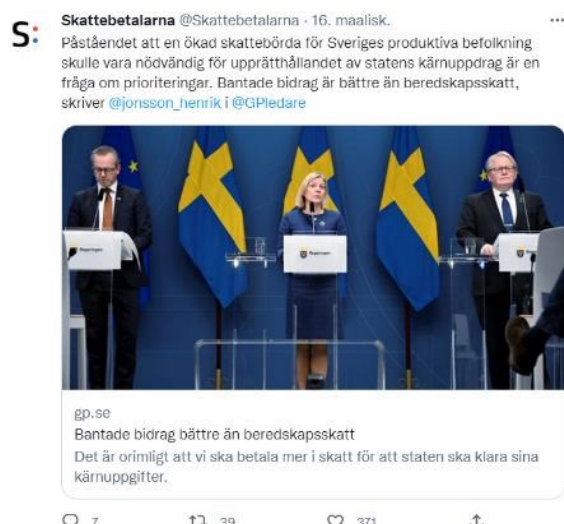 S:
Skattebetalarna @Skattebetalarna · 16. maalisk.
Påståendet att en ökad skattebörda för Sveriges produktiva befolkning
skulle vara nödvändig för upprätthållandet av statens kärnuppdrag är en
fråga om prioriteringar. Bantade bidrag är bättre än beredskapsskatt,
skriver @jonsson_henrik i @GPledare
Regeringen
gp.se
Bantade bidrag bättre än beredskapsskatt
Det är orimligt att vi ska betala mer i skatt för att staten ska klara sina
kärnuppgifter.
7 39 371